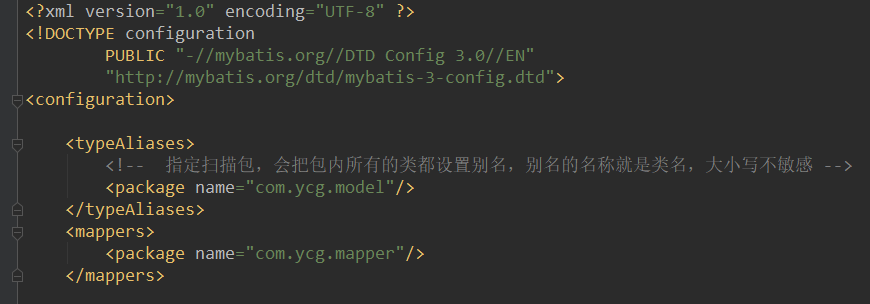 <?xml version="1.0" encoding="UTF-8" ?>
<!DOCTYPE configuration
PUBLIC "-//mybatis.org//DTD Config 3.0//EN"
"http://mybatis.org/dtd/mybatis-3-config.dtd">
<configuration>
<typeAliases>
<!-- 指定扫描包，会把包内所有的类都设置别名，别名的名称就是类名，大小写不敏感 -->
<package name="com.ycg.model"/>
</typeAliases>
<mappers>
<package name="com.ycg.mapper"/>
</mappers>